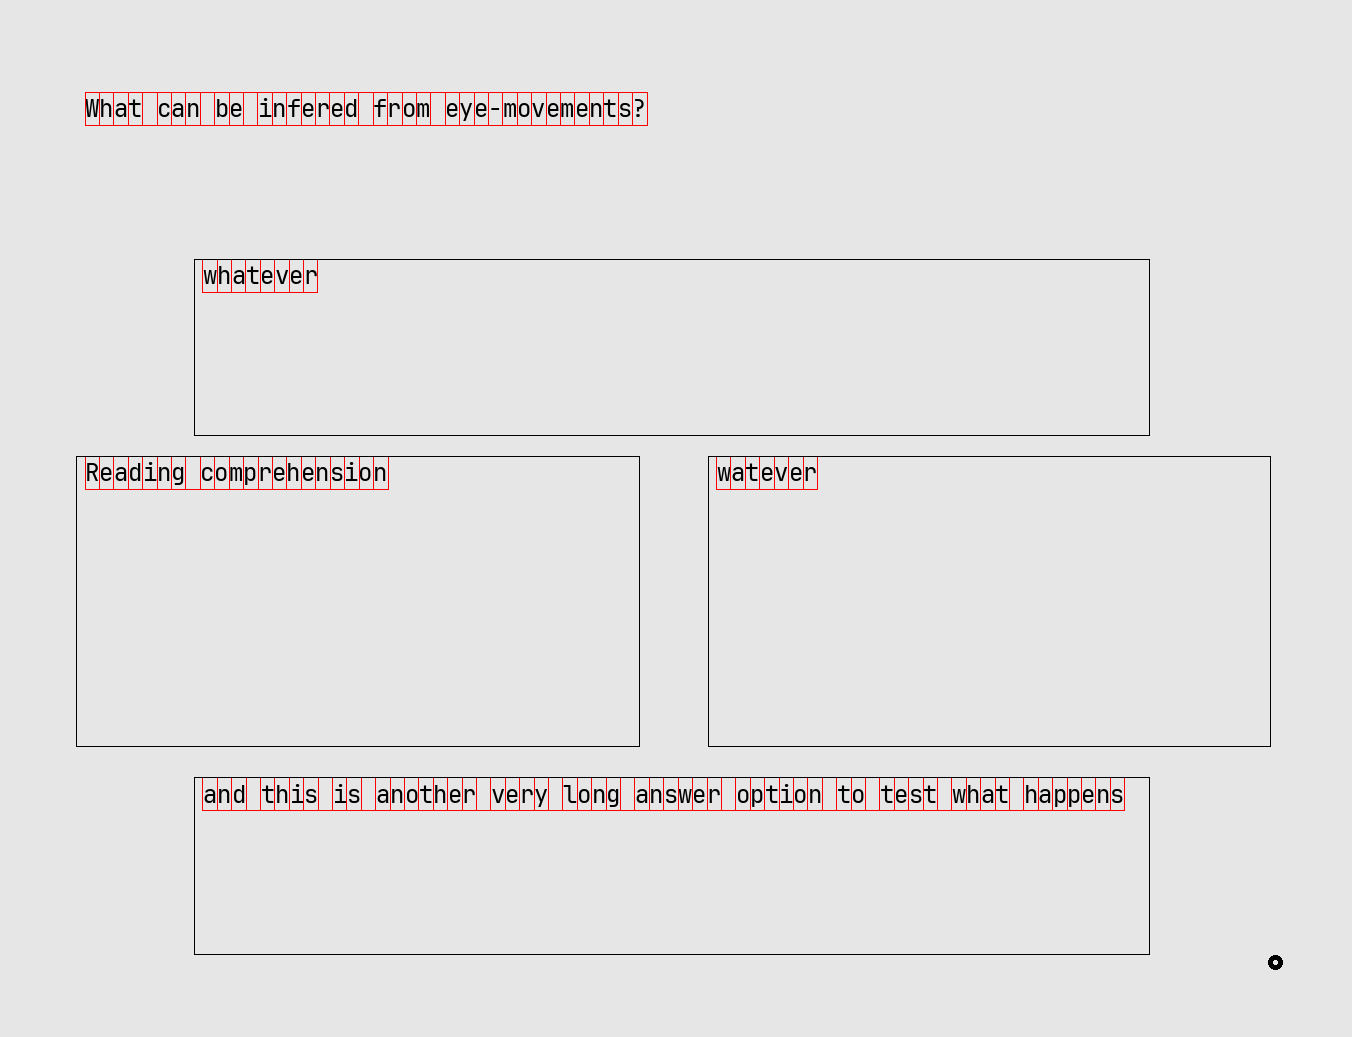 What can be infered from eye-movements?
whatever
Reading comprehension
watever
and this is another very long answer option to test what happens